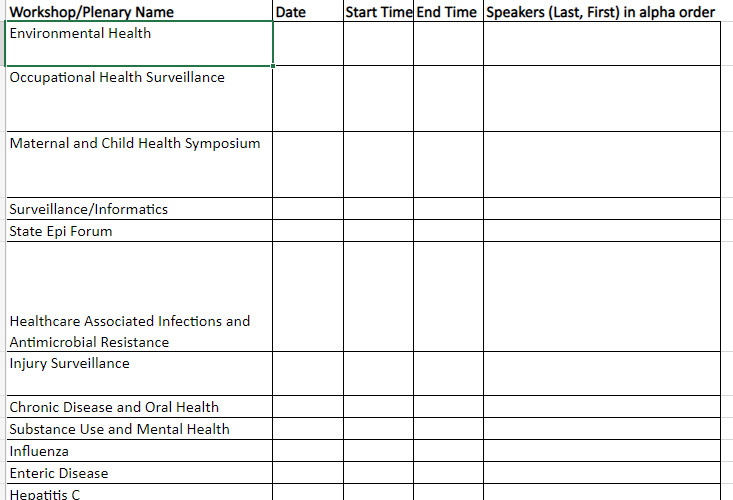 Workshop/Plenary Name Date Start Time End Time Speakers (Last, First) in alpha order
Environmental Health
Occupational Health Surveillance
Maternal and Child Health Symposium
Surveillance/Informatics
State Epi Forum
Healthcare Associated Infections and
Antimicrobial Resistance
Injury Surveillance
Chronic Disease and Oral Health
Substance Use and Mental Health
Influenza
Enteric Disease
Hepatitis C